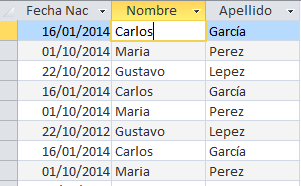 Fecha Nac Nombre Apellido
16/01/2014 Carlos García
01/10/2014 Maria Perez
22/10/2012 Gustavo Lepez
16/01/2014 Carlos García
01/10/2014 Maria Perez
22/10/2012 Gustavo Lopez
16/01/2014 Carlos García
01/10/2014 Maria Perez